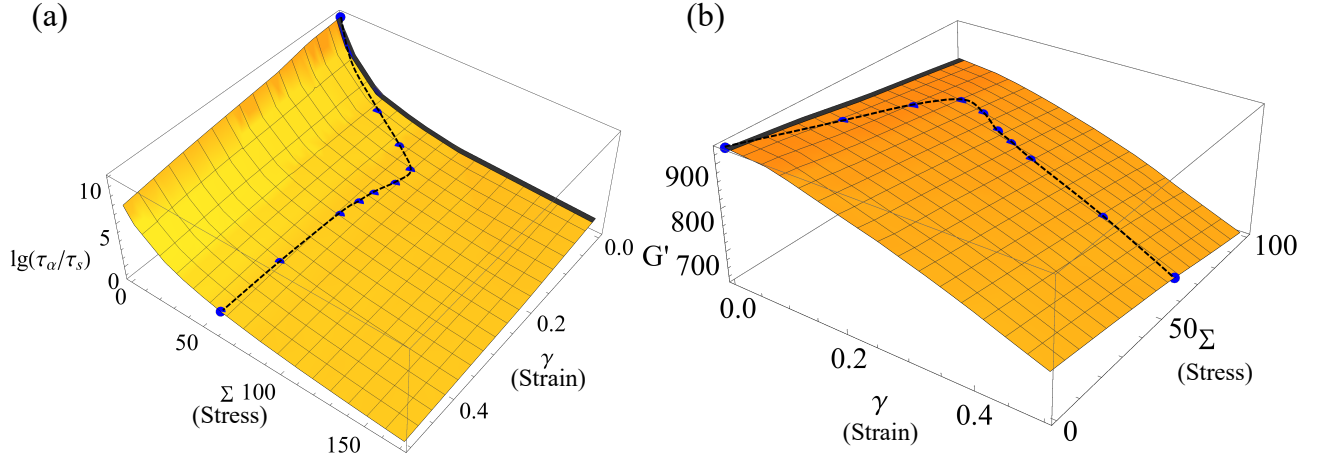 (a)
(b)
10
5
lg(τα/τs)
0
0
50
Σ 100
(Stress)
150
0.0
0.2
γ
(Strain)
0.4
900
800
G' 700
0.0
0.2
γ
(Strain)
0.4
0
50 Σ
(Stress)
100